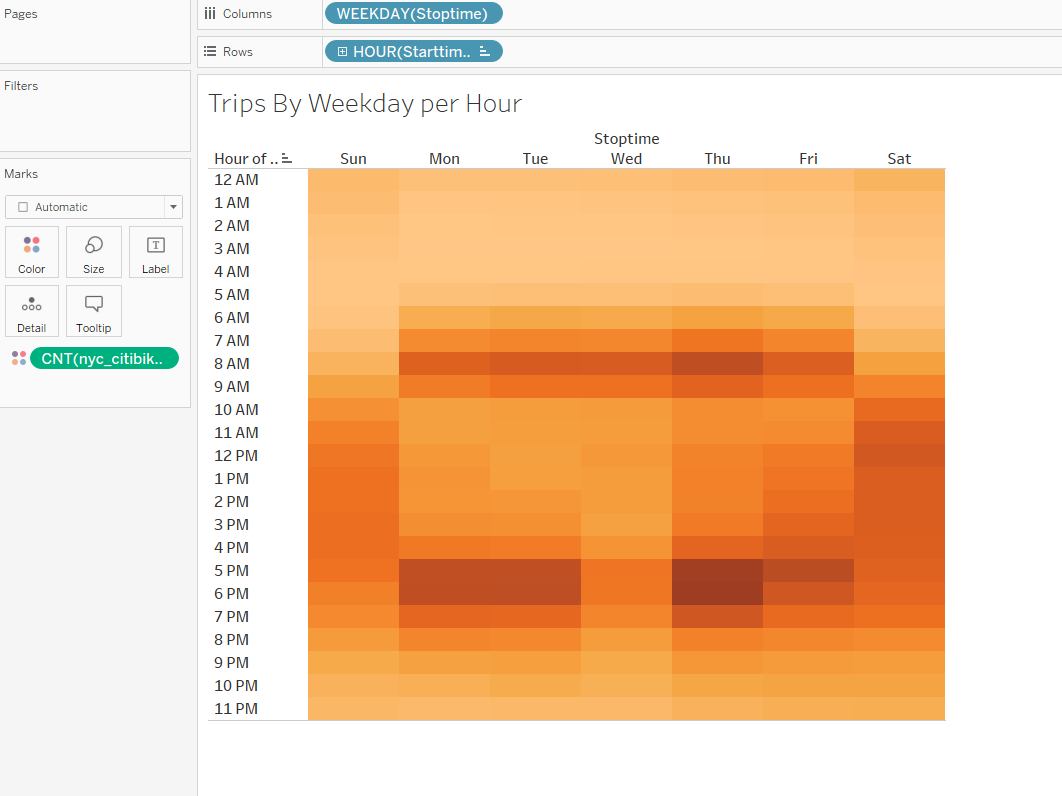 Pages
Columns
WEEKDAY(Stoptime)
Rows
HOUR(Starttim..
Filters
Trips By Weekday per Hour
Stoptime
Hour of .. Sun Mon Tue Wed Thu Fri Sat
Marks
Automatic
Color Size Label
T
Detail Tooltip
CNT(nyc_citibik..
12 AM
1 AM
2 AM
3 AM
4 AM
5 AM
6 AM
7 AM
8 AM
9 AM
10 AM
11 AM
12 PM
1 PM
2 PM
3 PM
4 PM
5 PM
6 PM
7 PM
8 PM
9 PM
10 PM
11 PM